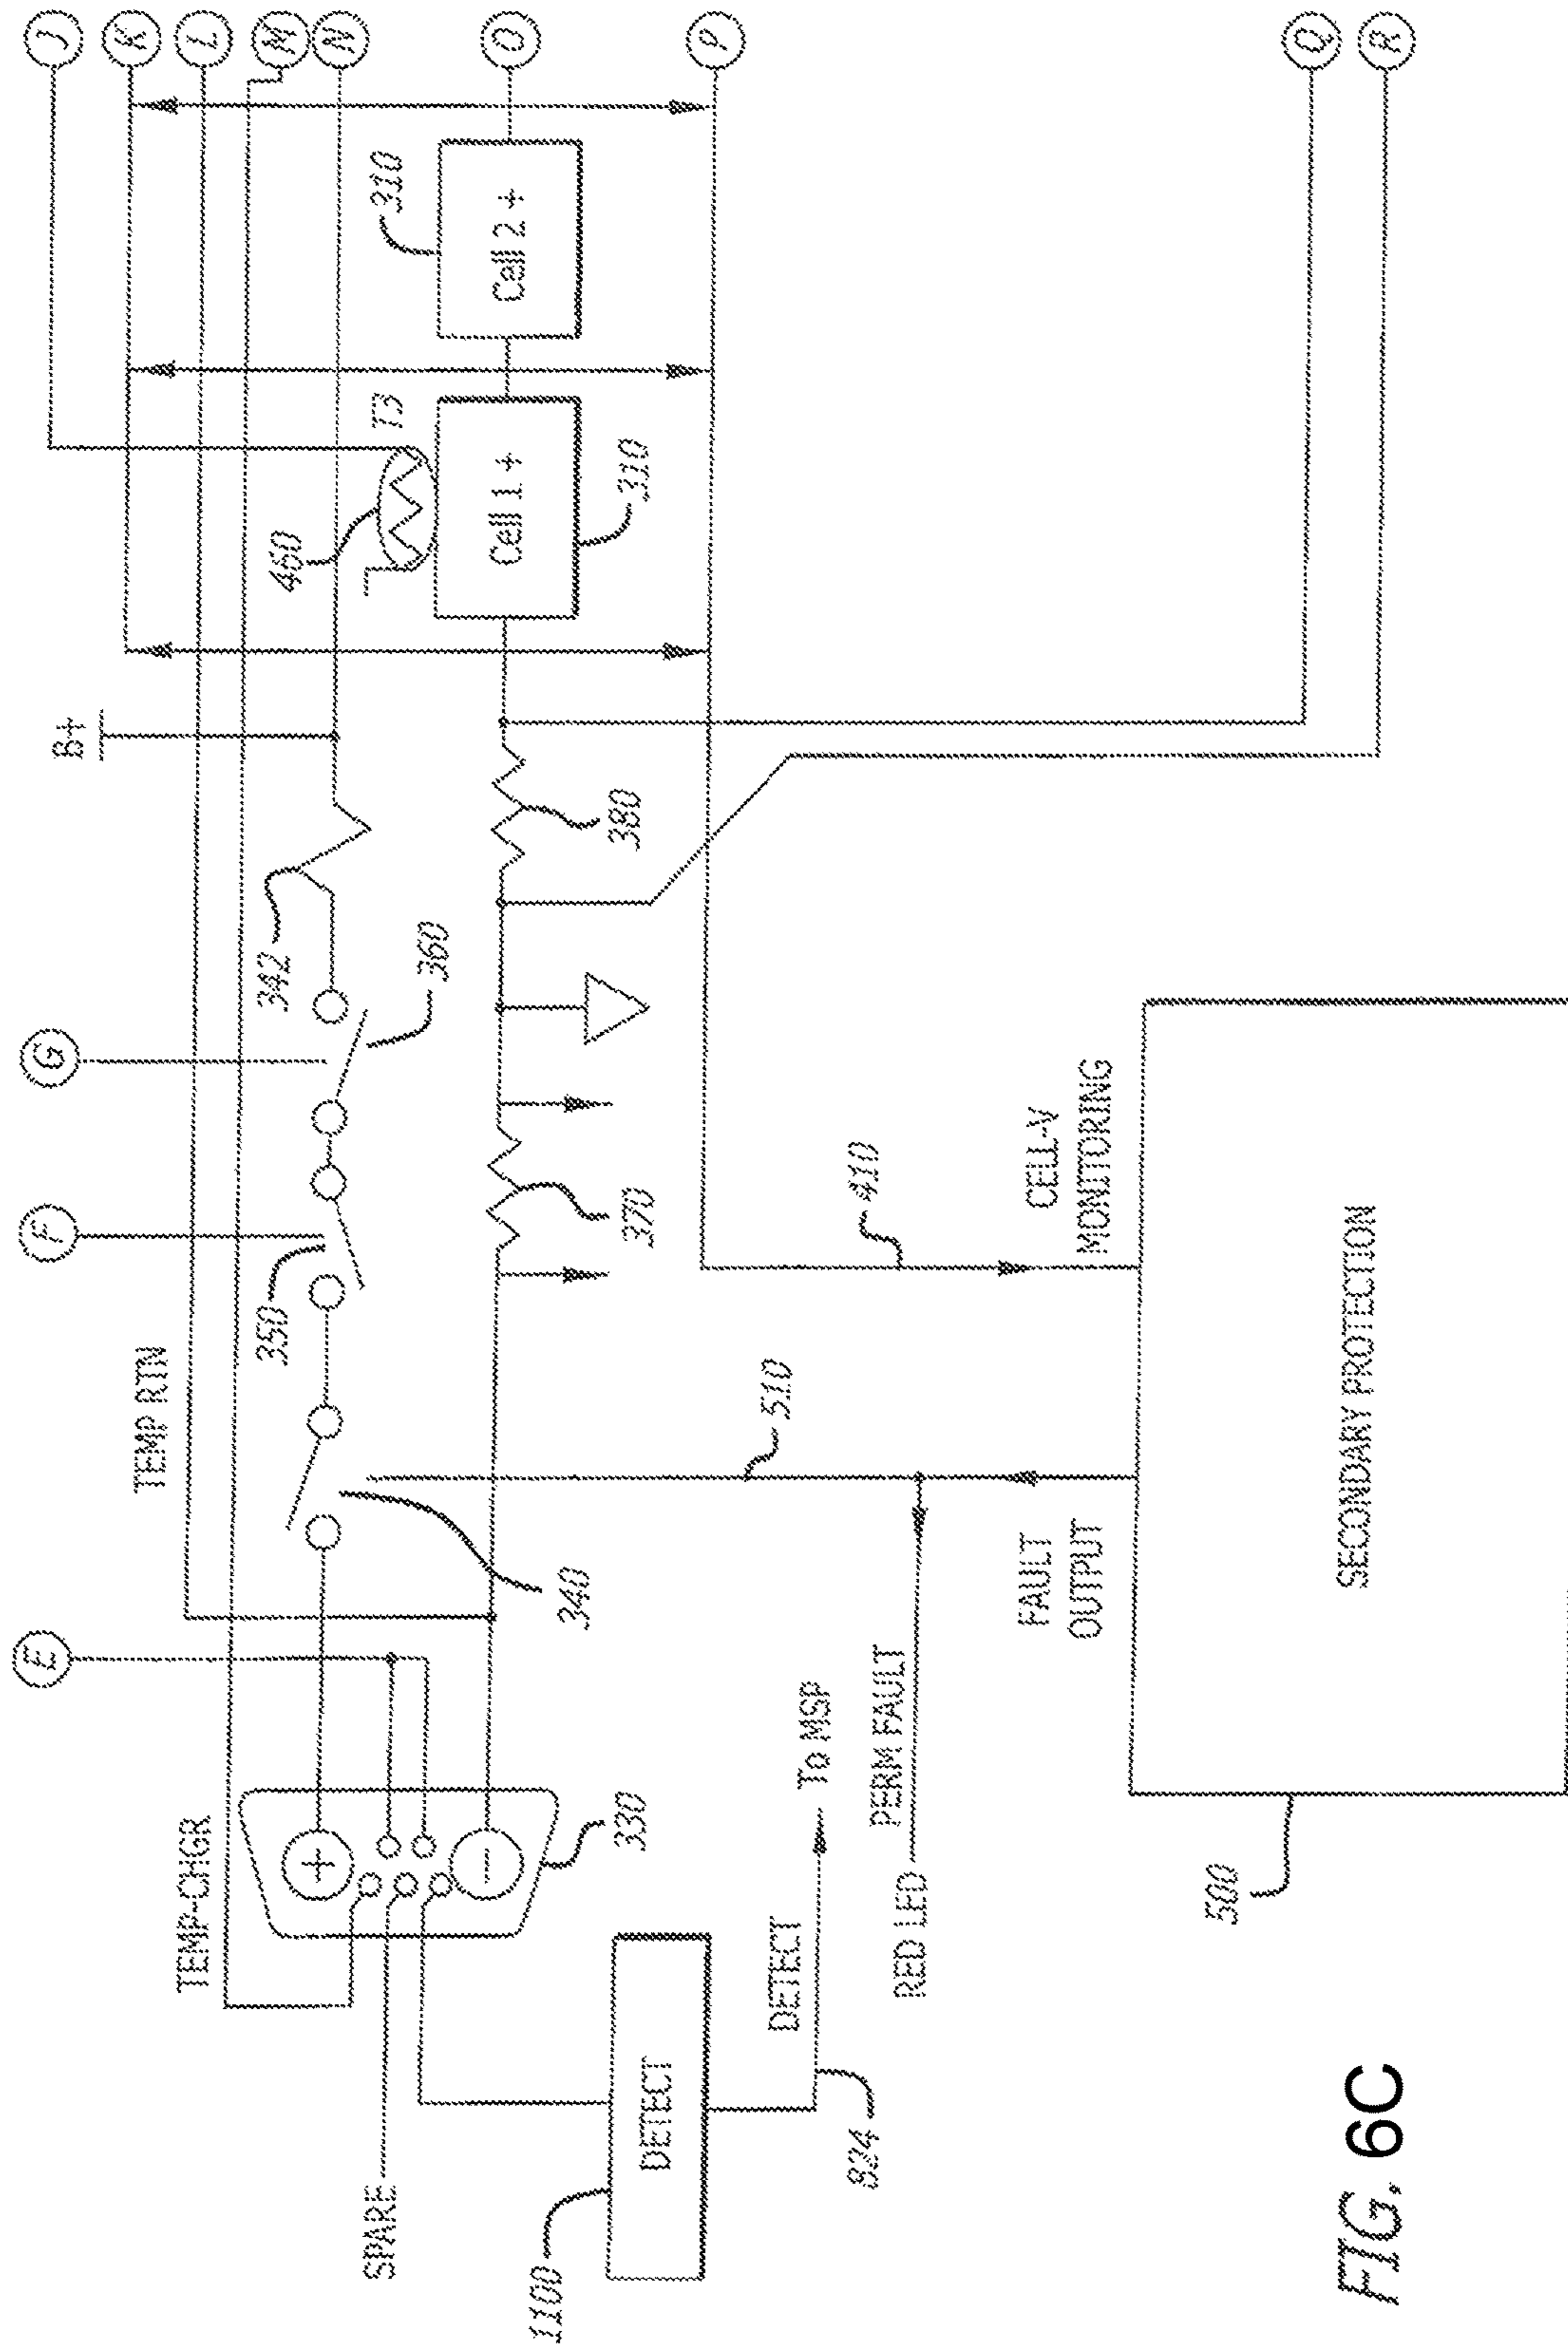 E
F
G
J
K
L
M
N
O
P
Q
R
TEMP-CHGR
TEMP RTN
B+
SPARE
+
−
330
340
350
360
342
370
380
460
T3
Cell 1 +
310
Cell 2 +
310
1100
DETECT
824
DETECT
To MSP
RED LED
PERM FAULT
510
410
FAULT
OUTPUT
CELL-V
MONITORING
500
SECONDARY PROTECTION
FIG. 6C